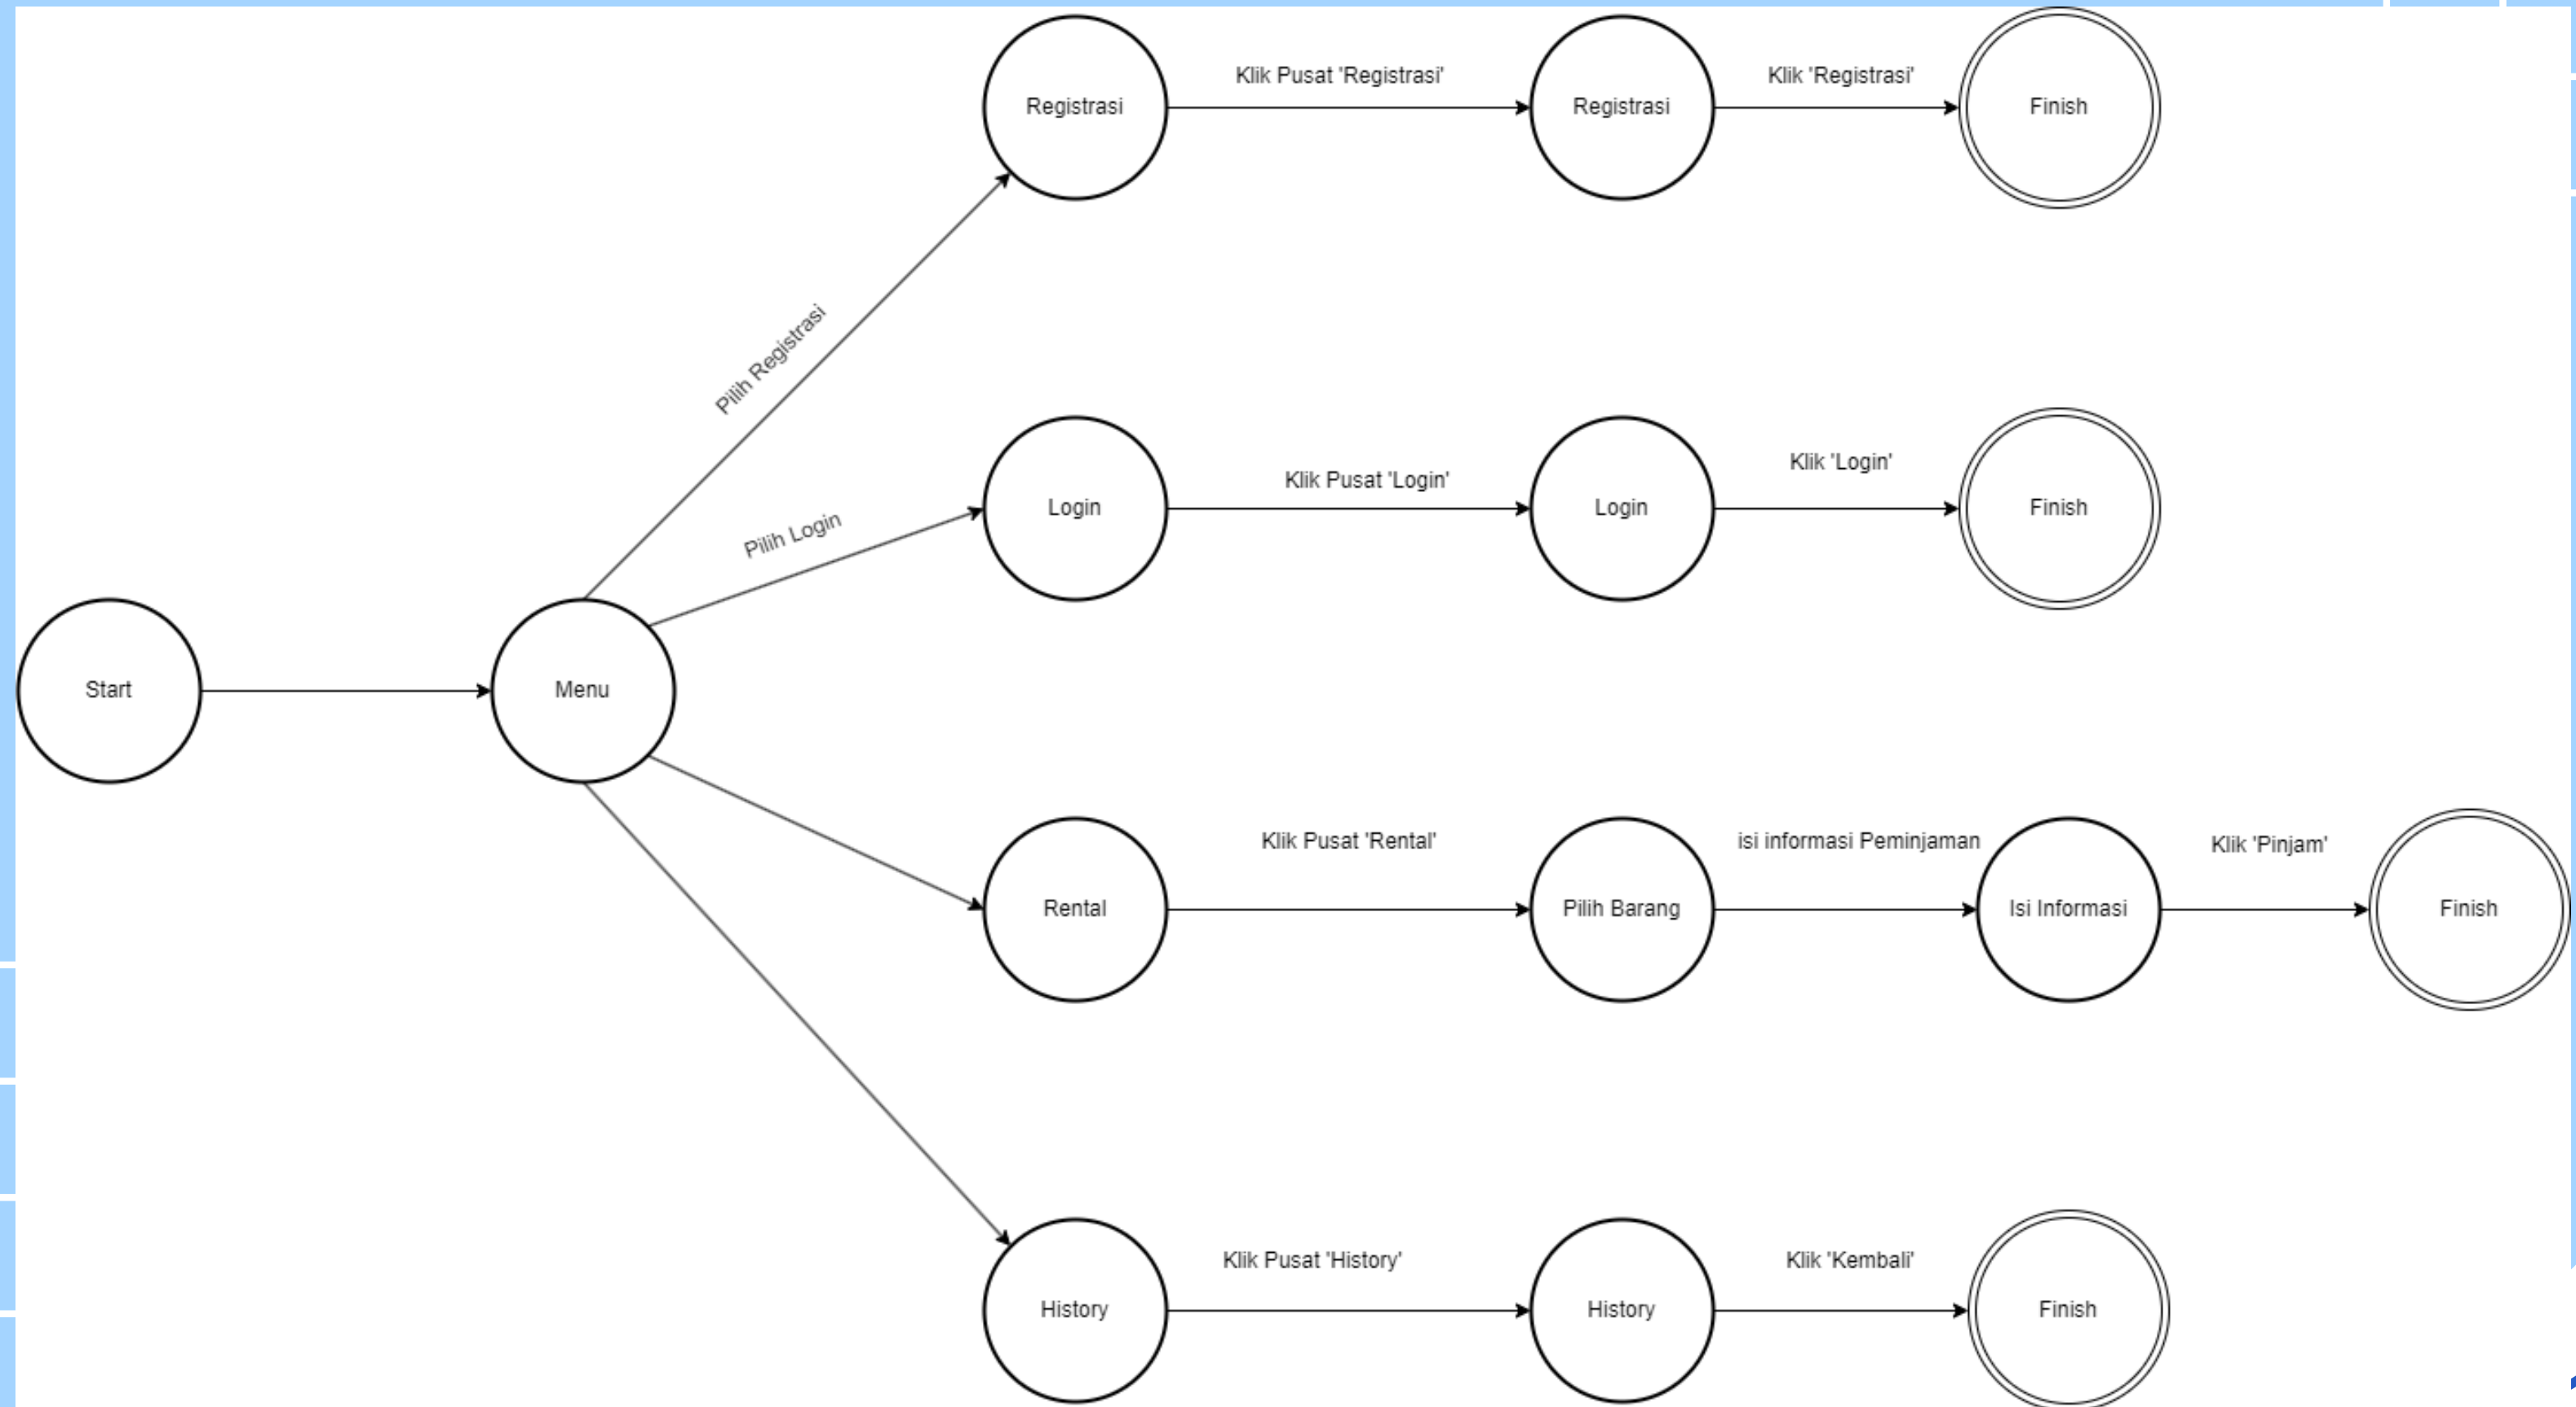 Registrasi
Klik Pusat 'Registrasi'
Registrasi
Klik 'Registrasi'
Finish
Pilih Registrasi
Login
Klik Pusat 'Login'
Login
Klik 'Login'
Finish
Pilih Login
Start
Menu
Rental
Klik Pusat 'Rental'
Pilih Barang
isi informasi Peminjaman
Isi Informasi
Klik 'Pinjam'
Finish
History
Klik Pusat 'History'
History
Klik 'Kembali'
Finish